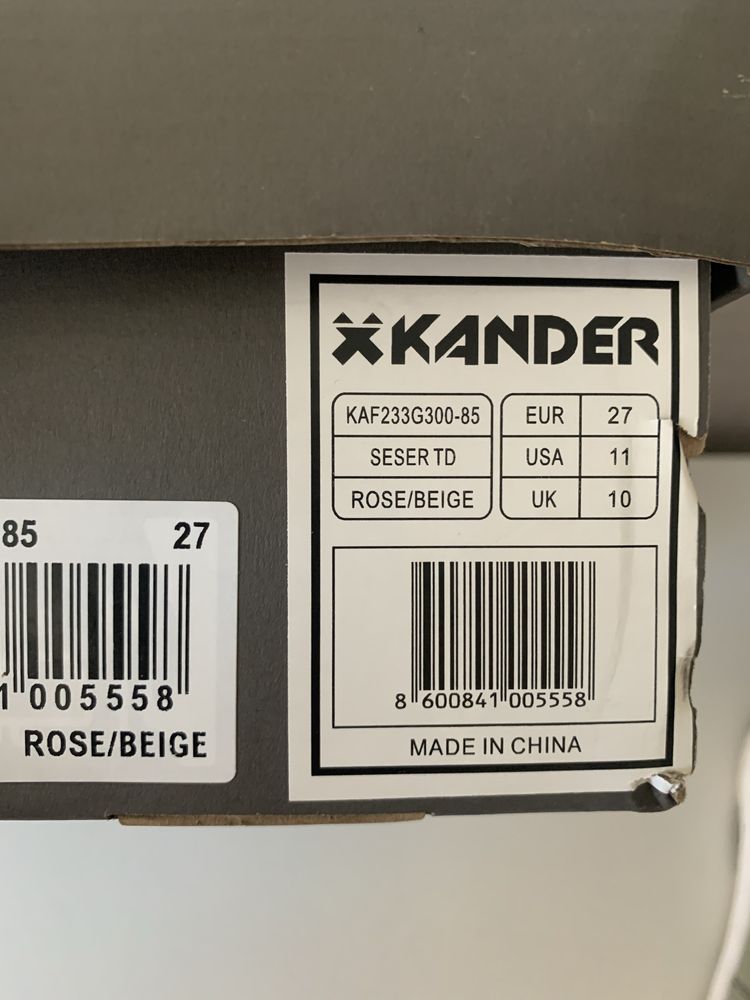 KANDER
KAF233G300-85 EUR 27
SESER TD USA 11
ROSE/BEIGE UK 10
8 600841 005558
MADE IN CHINA
85 27
1 005558
ROSE/BEIGE